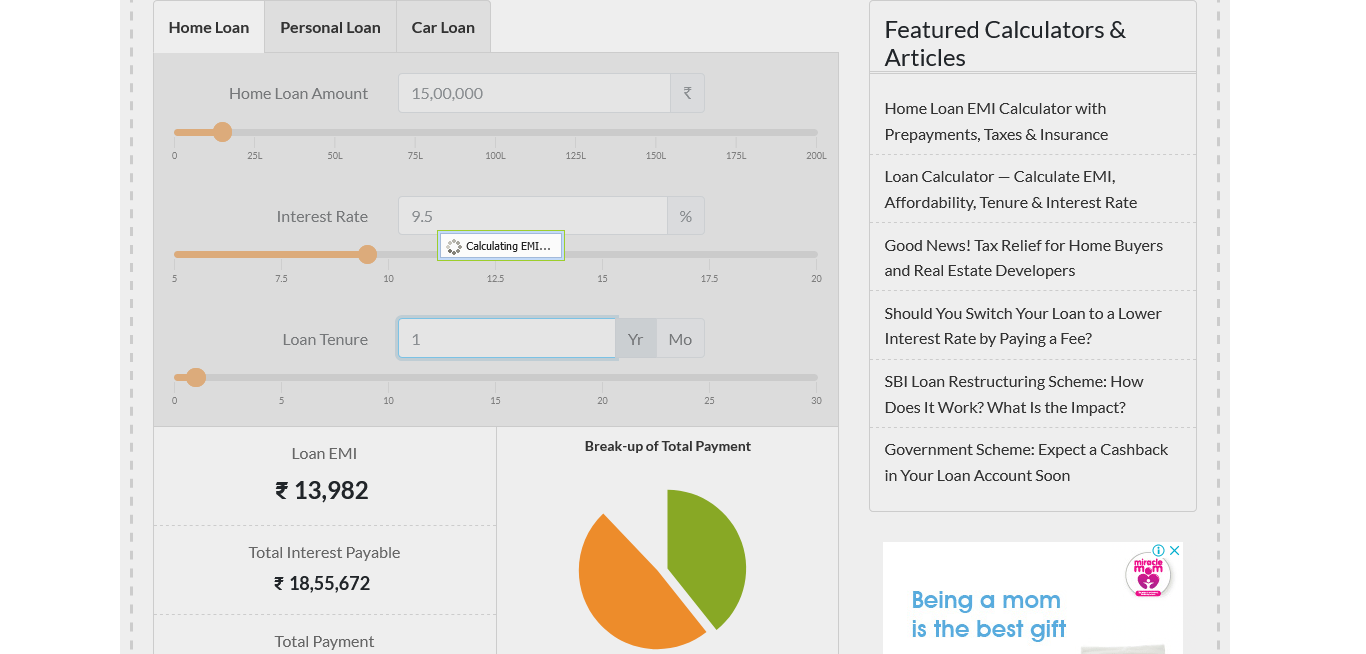 Home Loan
Personal Loan
Car Loan
Home Loan Amount
15,00,000
₹
0
25L
50L
75L
100L
125L
150L
175L
200L
Interest Rate
9.5
%
Calculating EMI...
5
7.5
10
12.5
15
17.5
20
Loan Tenure
1
Yr
Mo
0
5
10
15
20
25
30
Loan EMI
₹ 13,982
Total Interest Payable
₹ 18,55,672
Total Payment
Break-up of Total Payment
Featured Calculators &
Articles
Home Loan EMI Calculator with
Prepayments, Taxes & Insurance
Loan Calculator — Calculate EMI,
Affordability, Tenure & Interest Rate
Good News! Tax Relief for Home Buyers
and Real Estate Developers
Should You Switch Your Loan to a Lower
Interest Rate by Paying a Fee?
SBI Loan Restructuring Scheme: How
Does It Work? What Is the Impact?
Government Scheme: Expect a Cashback
in Your Loan Account Soon
miracle
mom
Being a mom
is the best gift